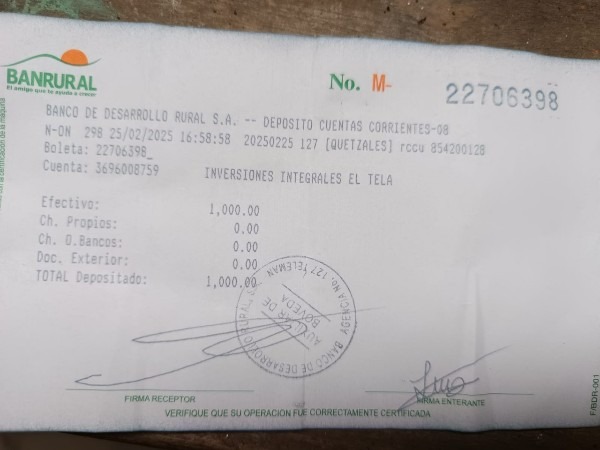 BANRURAL
El amigo que te ayuda a crecer
No. M- 22706398
BANCO DE DESARROLLO RURAL S.A. -- DEPOSITO CUENTAS CORRIENTES-08
N-ON 298 25/02/2025 16:58:58 20250225 127 [QUETZALES] rccu 854200128
Boleta: 22706398_
Cuenta: 3696008759 INVERSIONES INTEGRALES EL TELA
Efectivo: 1,000.00
Ch. Propios: 0.00
Ch. O.Bancos: 0.00
Doc. Exterior: 0.00
TOTAL Depositado: 1,000.00
BANCO DE DESARROLLO RURAL
AGENCIA No. 127 TELEMAN
AUXILIAR DE
BOVEDA
FIRMA RECEPTOR
FIRMA ENTERANTE
VERIFIQUE QUE SU OPERACION FUE CORRECTAMENTE CERTIFICADA
F/BDR-001